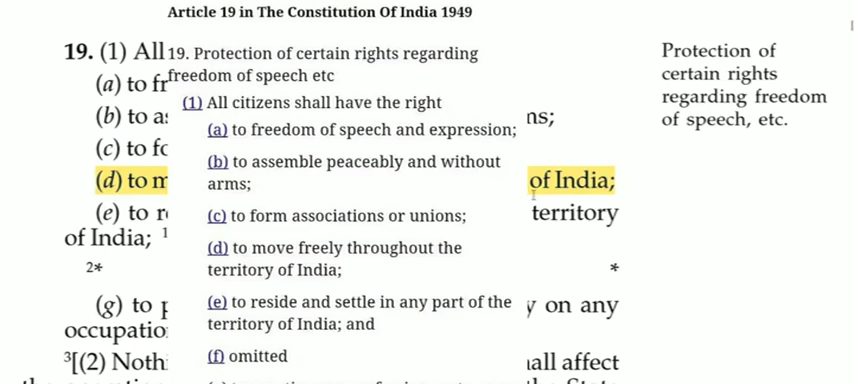 Article 19 in The Constitution Of India 1949
19. (1) All
(a) to fr
(b) to as
ns;
(c) to fo
(d) to m
of India;
(e) to r
territory
of India; 1
2*
*
(g) to p
y on any
occupatio
3[(2) Noth
all affect
19. Protection of certain rights regarding
freedom of speech etc
(1) All citizens shall have the right
(a) to freedom of speech and expression;
(b) to assemble peaceably and without
arms;
(c) to form associations or unions;
(d) to move freely throughout the
territory of India;
(e) to reside and settle in any part of the
territory of India; and
(f) omitted
Protection of
certain rights
regarding freedom
of speech, etc.